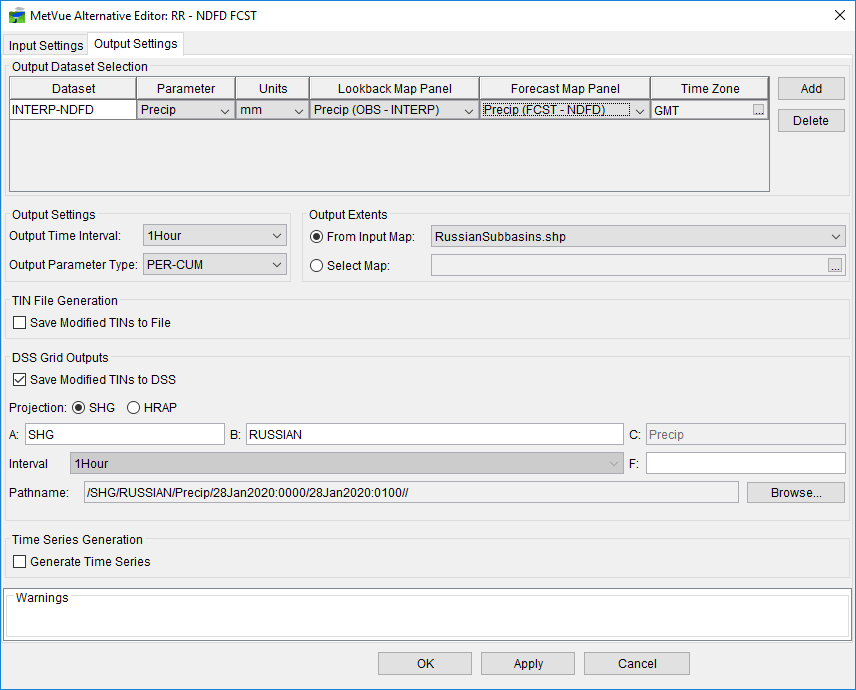 MetVue Alternative Editor: RR - NDFD FCST
Input Settings Output Settings
Output Dataset Selection
Dataset Parameter Units Lookback Map Panel Forecast Map Panel Time Zone Add
INTERP-NDFD Precip mm Precip (OBS - INTERP) Precip (FCST - NDFD) GMT ...
Delete
Output Settings Output Extents
Output Time Interval: 1Hour From Input Map: RussianSubbasins.shp
Output Parameter Type: PER-CUM Select Map: ...
TIN File Generation
Save Modified TINs to File
DSS Grid Outputs
Save Modified TINs to DSS
Projection: SHG HRAP
A: SHG B: RUSSIAN C: Precip
Interval 1Hour F:
Pathname: /SHG/RUSSIAN/Precip/28Jan2020:0000/28Jan2020:0100// Browse...
Time Series Generation
Generate Time Series
Warnings
OK Apply Cancel